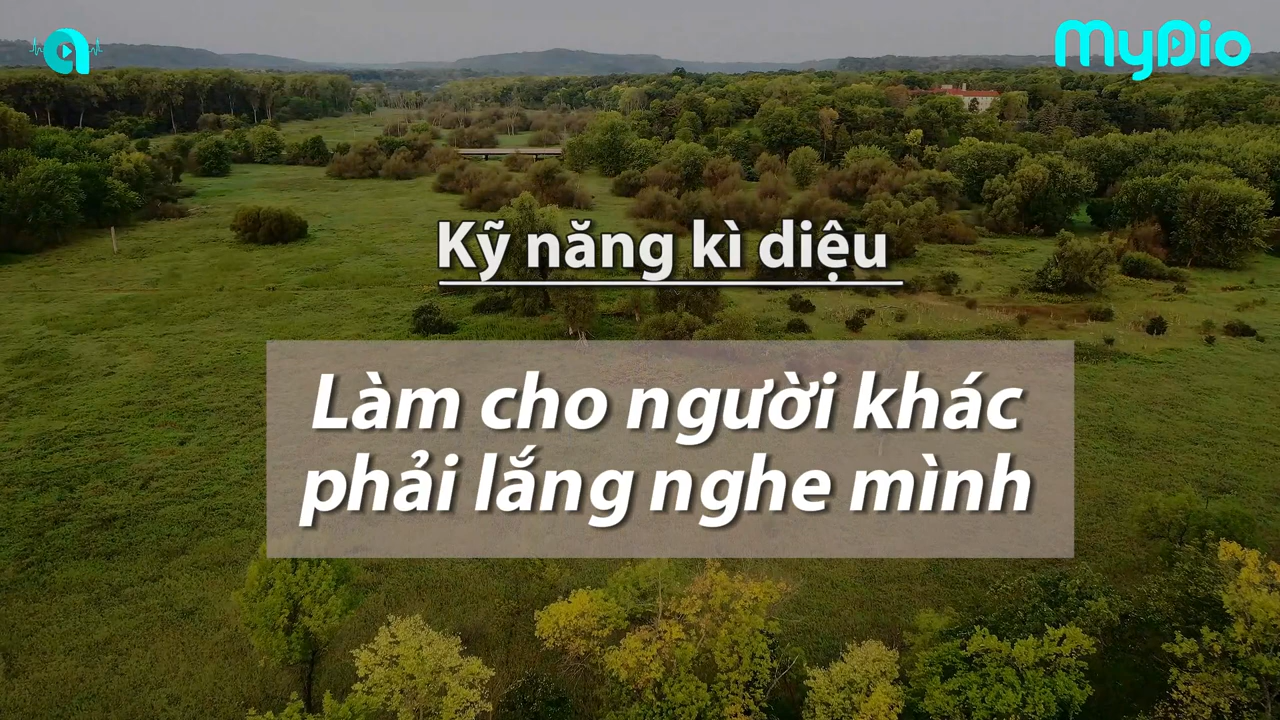 MyDio
Kỹ năng kì diệu
Làm cho người khác
phải lắng nghe mình